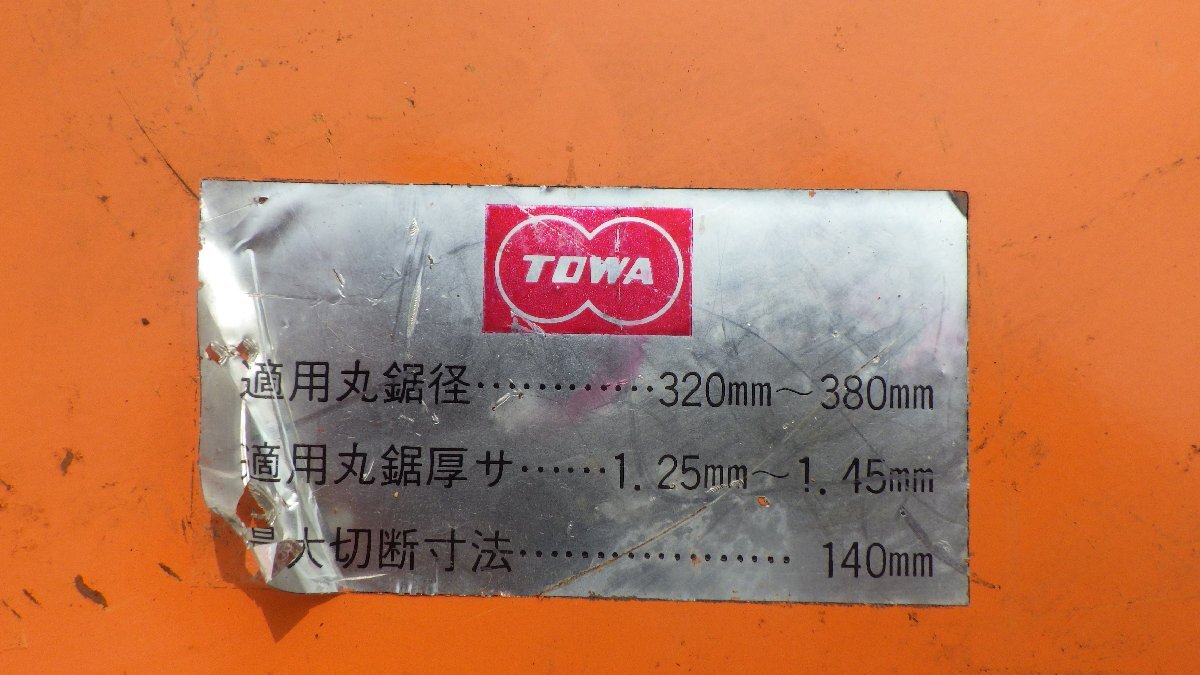 TOWA
適用丸鋸径…………320mm～380mm
適用丸鋸厚サ……1.25mm～1.45mm
最大切断寸法……………… 140mm